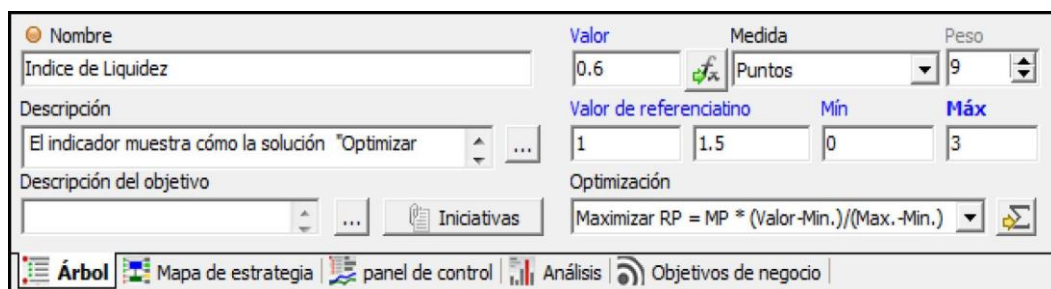 Nombre Valor Medida Peso
Indice de Liquidez 0.6 fx Puntos 9
Descripción Valor de referenciatino Mín Máx
El indicador muestra cómo la solución "Optimizar ... 1 1.5 0 3
Descripción del objetivo Optimización
... Iniciativas Maximizar RP = MP * (Valor-Min.)/(Max.-Min.) Σ
Árbol Mapa de estrategia panel de control Análisis Objetivos de negocio